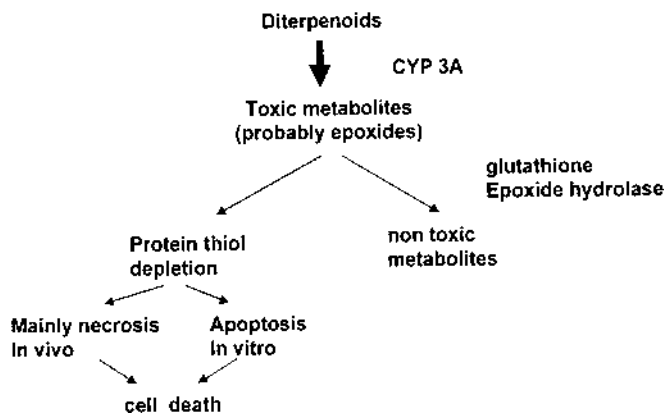 Diterpenoids
CYP 3A
Toxic metabolites
(probably epoxides)
glutathione
Epoxide hydrolase
Protein thiol
depletion
non toxic
metabolites
Mainly necrosis
In vivo
Apoptosis
In vitro
cell death